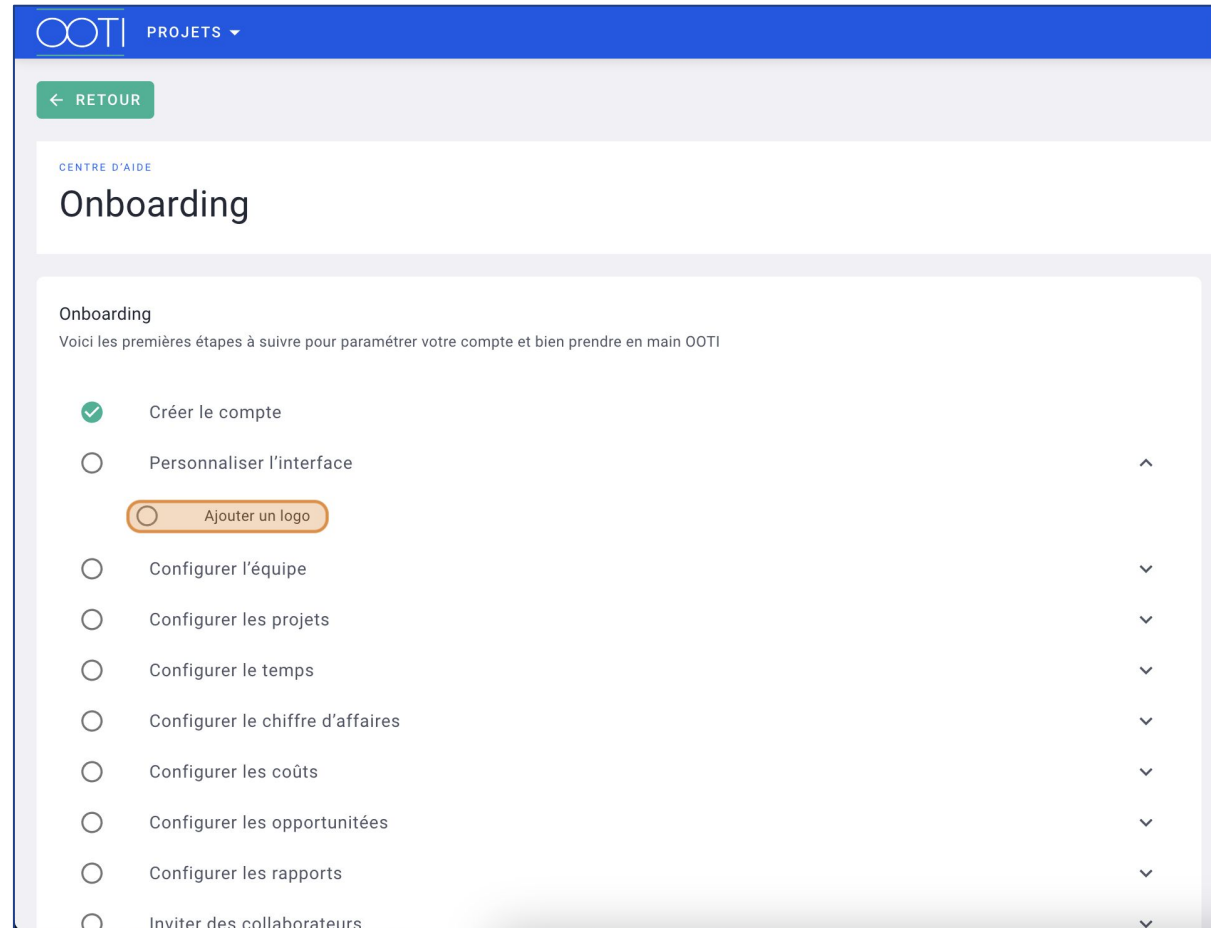 OOTI PROJETS
RETOUR
CENTRE D'AIDE
Onboarding
Onboarding
Voici les premières étapes à suivre pour paramétrer votre compte et bien prendre en main OOTI
Créer le compte
Personnaliser l'interface
Ajouter un logo
Configurer l'équipe
Configurer les projets
Configurer le temps
Configurer le chiffre d'affaires
Configurer les coûts
Configurer les opportunitées
Configurer les rapports
Inviter des collaborateurs